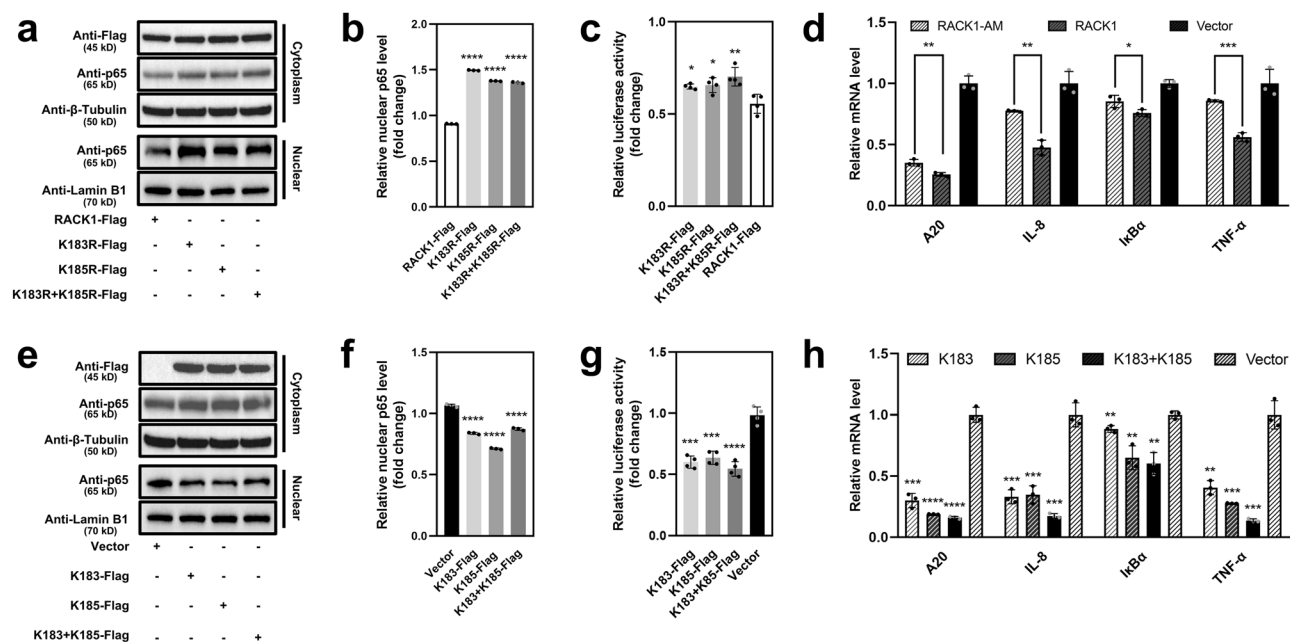 a
Anti-Flag
(45 kD)
Anti-p65
(65 kD)
Anti-β-Tubulin
(50 kD)
Anti-p65
(65 kD)
Anti-Lamin B1
(70 kD)
Cytoplasm
Nuclear
RACK1-Flag + - - -
K183R-Flag - + - -
K185R-Flag - - + -
K183R+K185R-Flag - - - +
b
Relative nuclear p65 level
(fold change)
2.0
1.5
1.0
0.5
0.0
****
****
****
RACK1-Flag
K183R-Flag
K185R-Flag
K183R+K185R-Flag
c
Relative luciferase activity
(fold change)
1.0
0.5
0.0
*
*
**
K183R-Flag
K185R-Flag
K183R+K85R-Flag
RACK1-Flag
d
RACK1-AM
RACK1
Vector
Relative mRNA level
1.5
1.0
0.5
0.0
**
**
*
***
A20
IL-8
IκBα
TNF-α
e
Anti-Flag
(45 kD)
Anti-p65
(65 kD)
Anti-β-Tubulin
(50 kD)
Anti-p65
(65 kD)
Anti-Lamin B1
(70 kD)
Cytoplasm
Nuclear
Vector + - - -
K183-Flag - + - -
K185-Flag - - + -
K183+K185-Flag - - - +
f
Relative nuclear p65 level
(fold change)
1.5
1.0
0.5
0.0
****
****
****
Vector
K183-Flag
K185-Flag
K183+K185-Flag
g
Relative luciferase activity
(fold change)
1.5
1.0
0.5
0.0
***
***
****
K183-Flag
K185-Flag
K183+K85-Flag
Vector
h
K183
K185
K183+K185
Vector
Relative mRNA level
1.5
1.0
0.5
0.0
***
****
****
***
***
***
**
**
**
**
***
***
A20
IL-8
IκBα
TNF-α